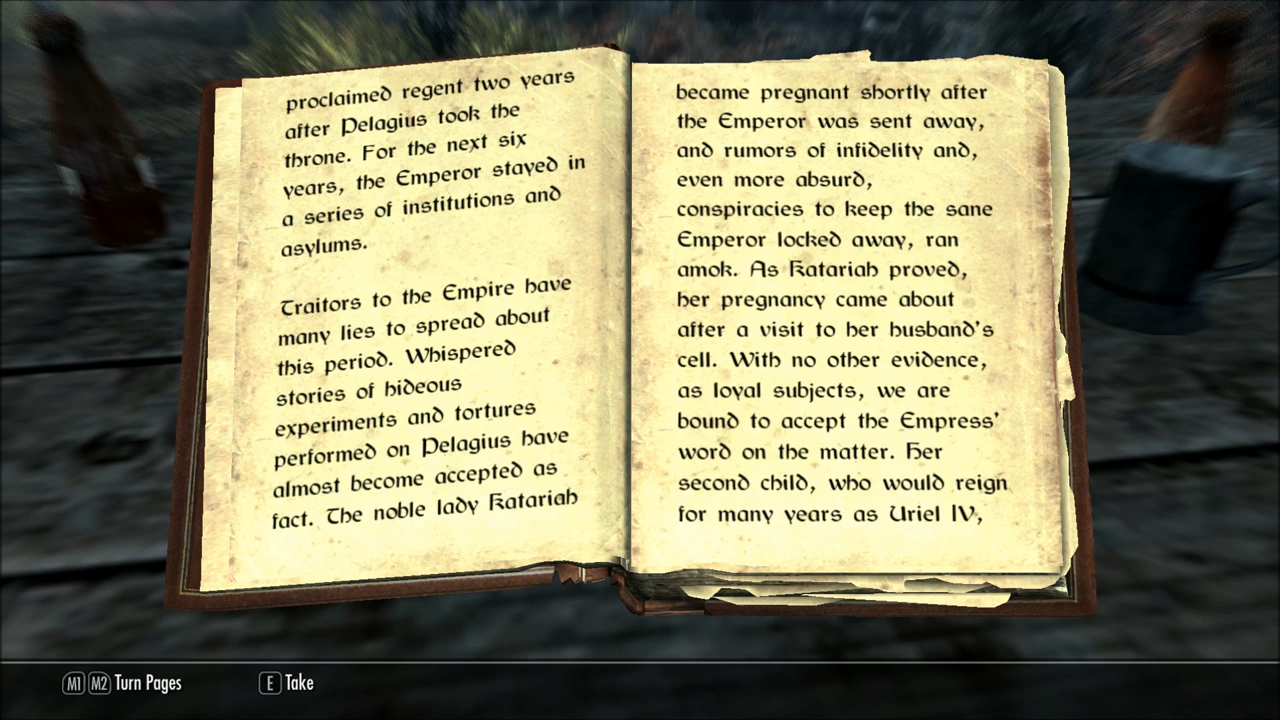 proclaimed regent two years
after Pelagius took the
throne. For the next six
years, the Emperor stayed in
a series of institutions and
asylums.
Traitors to the Empire have
many lies to spread about
this period. Whispered
stories of hideous
experiments and tortures
performed on Pelagius have
almost become accepted as
fact. The noble lady Katariah
became pregnant shortly after
the Emperor was sent away,
and rumors of infidelity and,
even more absurd,
conspiracies to keep the sane
Emperor locked away, ran
amok. As Katariah proved,
her pregnancy came about
after a visit to her husband's
cell. With no other evidence,
as loyal subjects, we are
bound to accept the Empress'
word on the matter. Her
second child, who would reign
for many years as Uriel IV,
M1 M2 Turn Pages
E Take